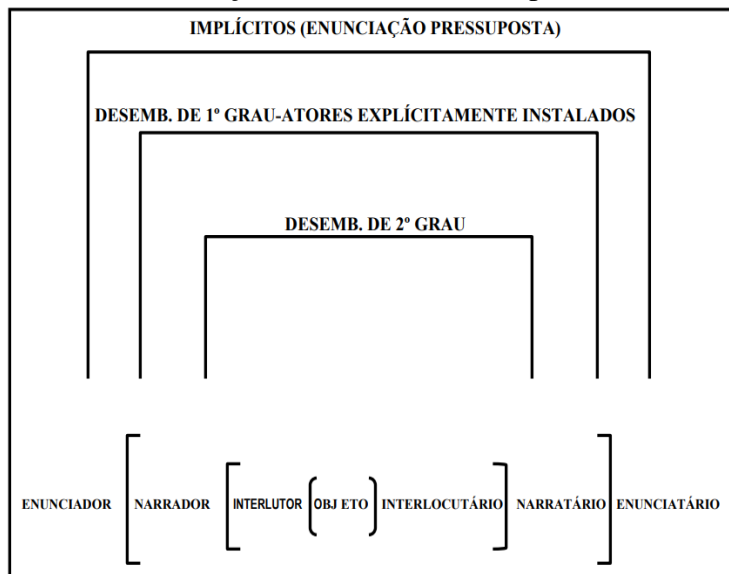 IMPLÍCITOS (ENUNCIAÇÃO PRESSUPOSTA)
DESEMB. DE 1º GRAU-ATORES EXPLÍCITAMENTE INSTALADOS
DESEMB. DE 2º GRAU
ENUNCIADOR NARRADOR INTERLUTOR OBJ ETO INTERLOCUTÁRIO NARRATÁRIO ENUNCIATÁRIO